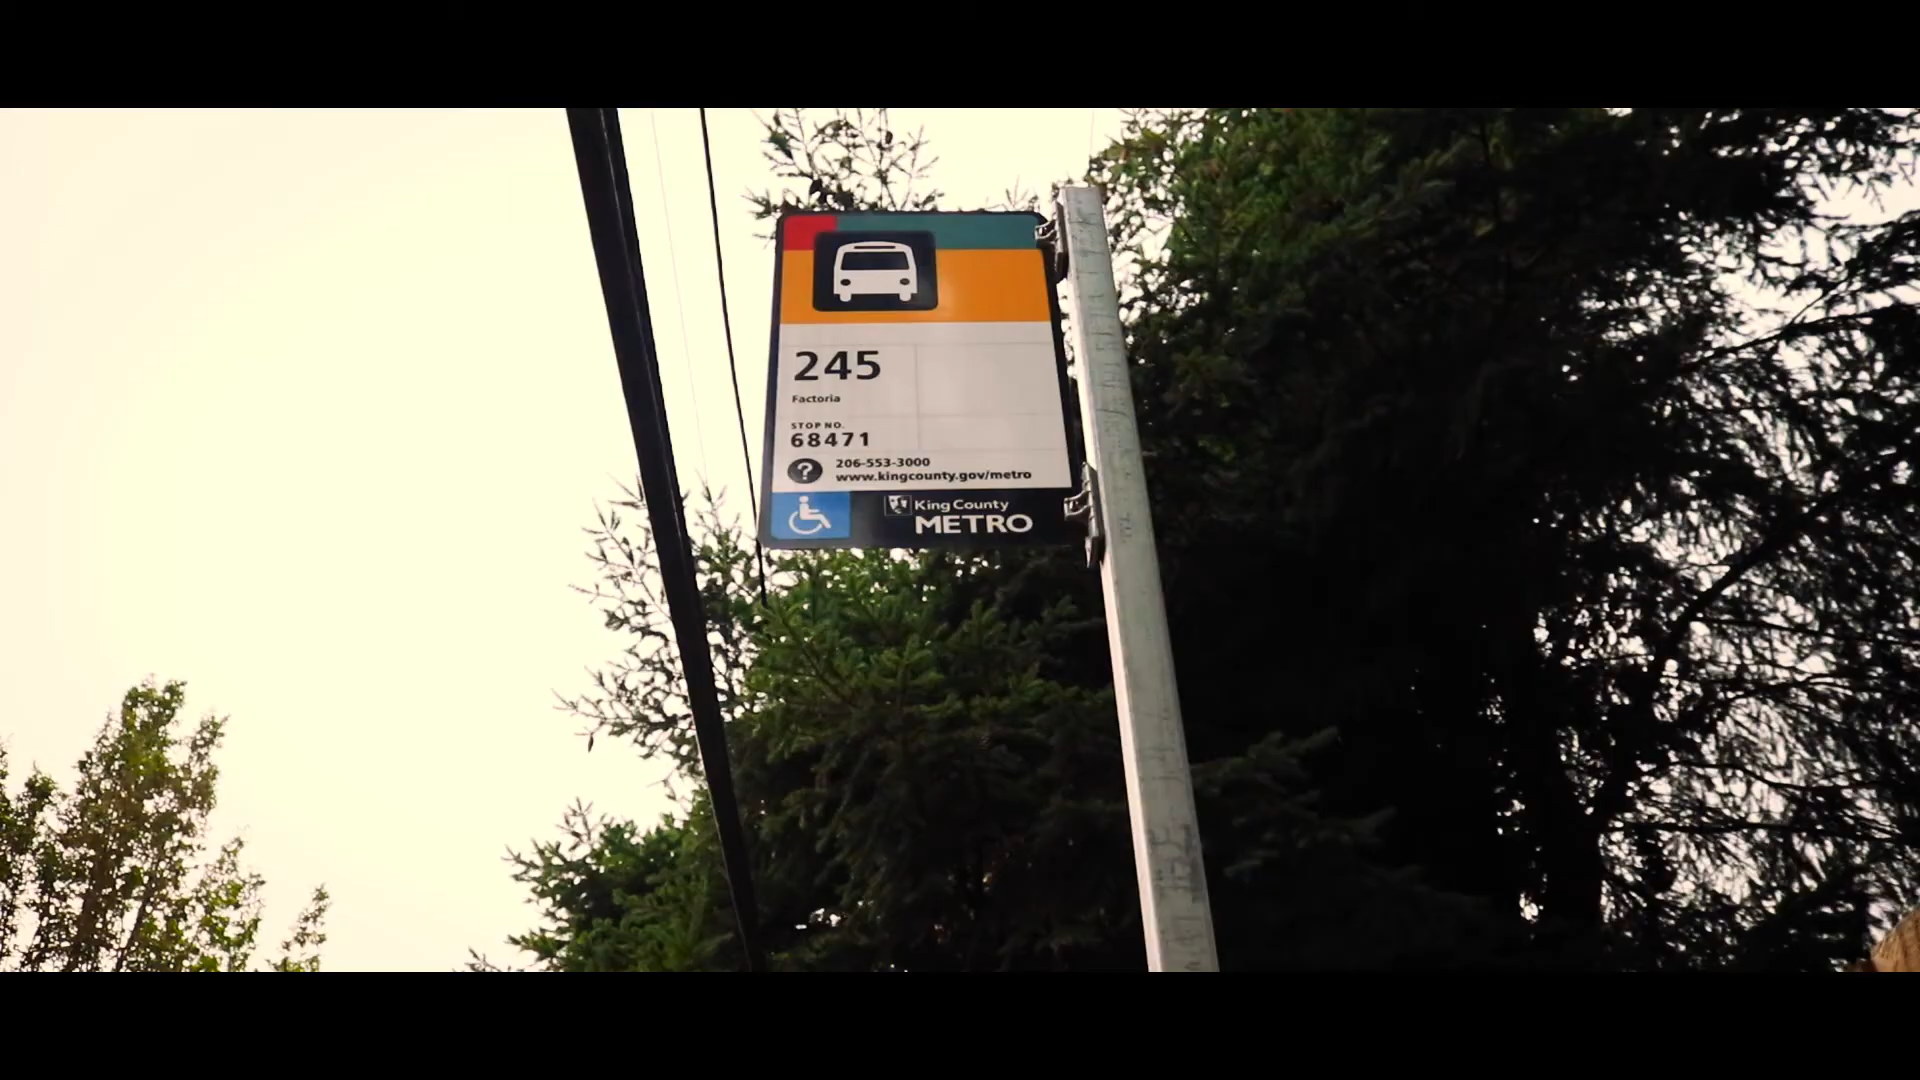 245
Factoria
STOP NO.
68471
?
206-553-3000
www.kingcounty.gov/metro
King County
METRO